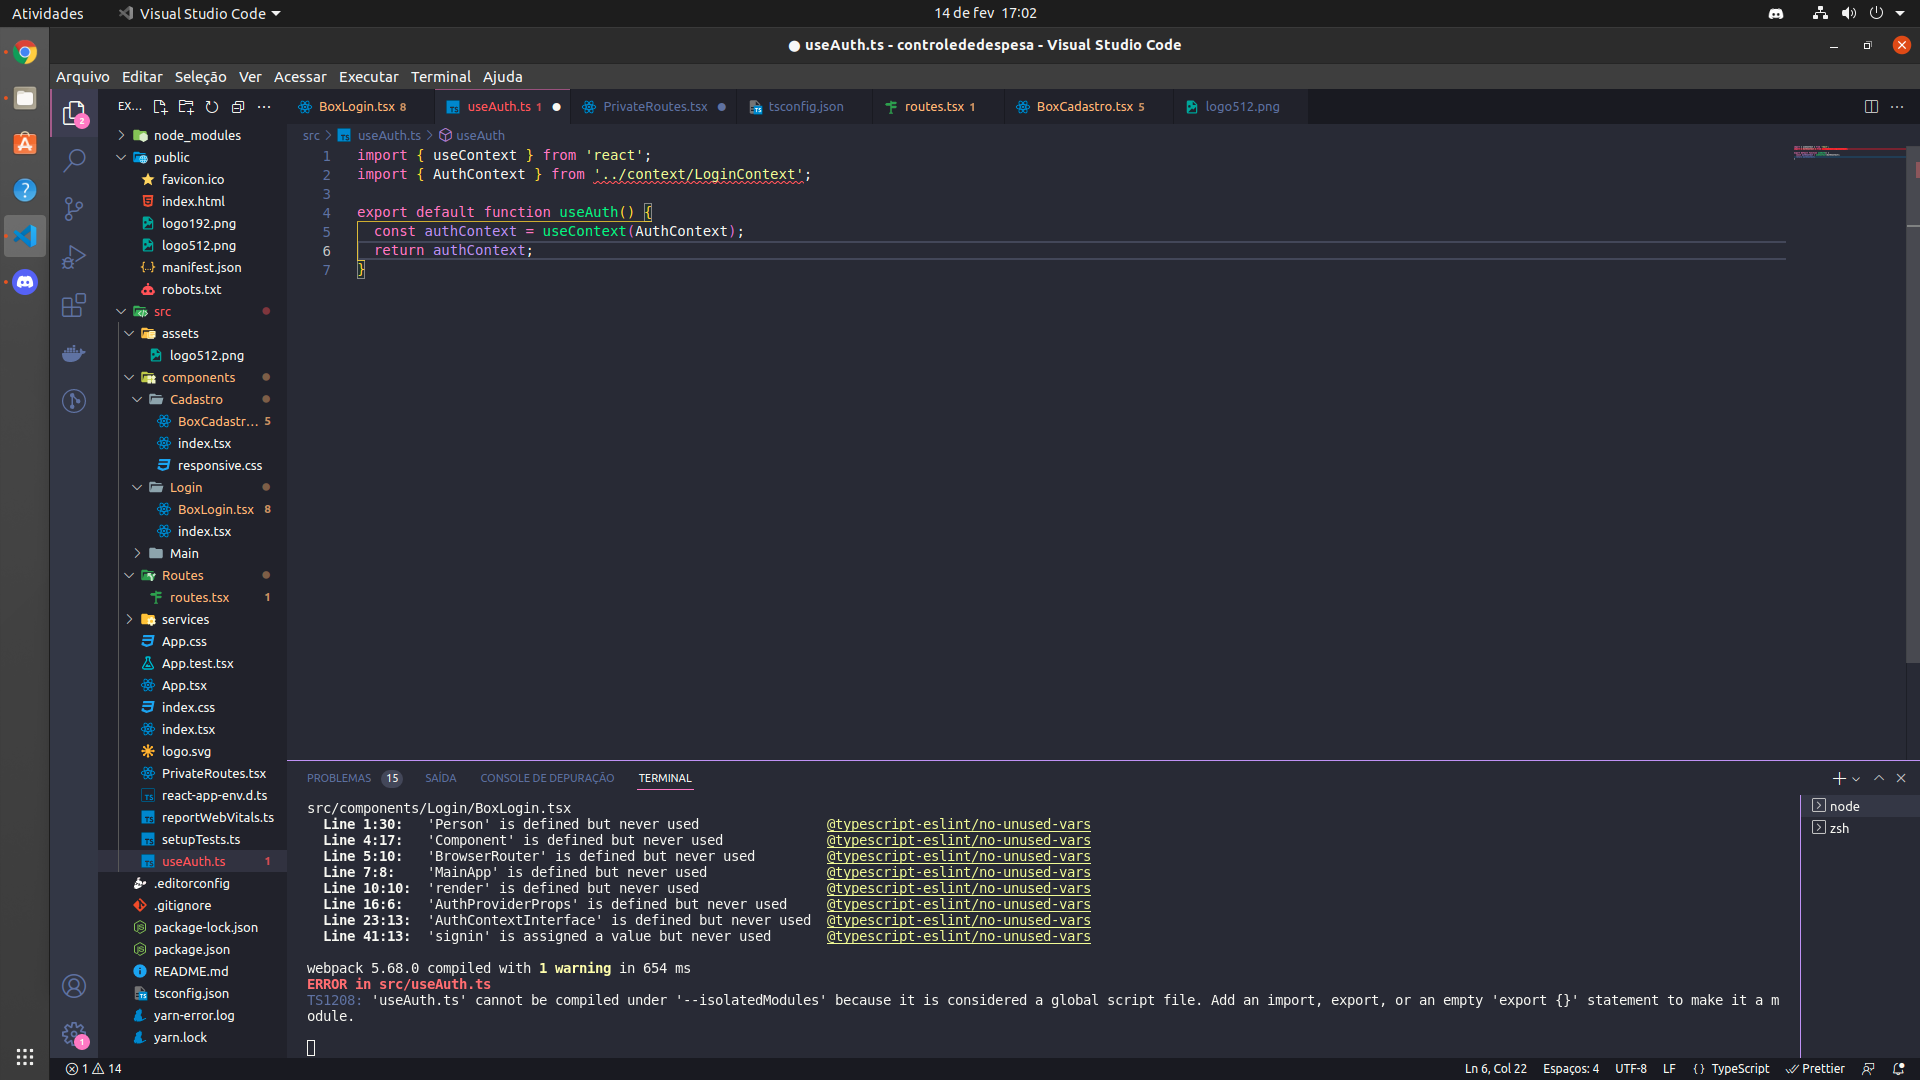 Atividades
Visual Studio Code
14 de fev 17:02
useAuth.ts - controlededespesa - Visual Studio Code
Arquivo Editar Seleção Ver Acessar Executar Terminal Ajuda
EX...
BoxLogin.tsx 8
useAuth.ts 1
PrivateRoutes.tsx
tsconfig.json
routes.tsx 1
BoxCadastro.tsx 5
logo512.png
src > useAuth.ts > useAuth
2
node_modules
public
favicon.ico
index.html
logo192.png
logo512.png
manifest.json
robots.txt
src
assets
logo512.png
components
Cadastro
BoxCadastr... 5
index.tsx
responsive.css
Login
BoxLogin.tsx 8
index.tsx
Main
Routes
routes.tsx 1
services
App.css
App.test.tsx
App.tsx
index.css
index.tsx
logo.svg
PrivateRoutes.tsx
react-app-env.d.ts
reportWebVitals.ts
setupTests.ts
useAuth.ts 1
.editorconfig
.gitignore
package-lock.json
package.json
README.md
tsconfig.json
yarn-error.log
yarn.lock
1
1 import { useContext } from 'react';
2 import { AuthContext } from '../context/LoginContext';
3
4 export default function useAuth() {
5 const authContext = useContext(AuthContext);
6 return authContext;
7 }
PROBLEMAS 15 SAÍDA CONSOLE DE DEPURAÇÃO TERMINAL
src/components/Login/BoxLogin.tsx
Line 1:30: 'Person' is defined but never used @typescript-eslint/no-unused-vars
Line 4:17: 'Component' is defined but never used @typescript-eslint/no-unused-vars
Line 5:10: 'BrowserRouter' is defined but never used @typescript-eslint/no-unused-vars
Line 7:8: 'MainApp' is defined but never used @typescript-eslint/no-unused-vars
Line 10:10: 'render' is defined but never used @typescript-eslint/no-unused-vars
Line 16:6: 'AuthProviderProps' is defined but never used @typescript-eslint/no-unused-vars
Line 23:13: 'AuthContextInterface' is defined but never used @typescript-eslint/no-unused-vars
Line 41:13: 'signin' is assigned a value but never used @typescript-eslint/no-unused-vars
webpack 5.68.0 compiled with 1 warning in 654 ms
ERROR in src/useAuth.ts
TS1208: 'useAuth.ts' cannot be compiled under '--isolatedModules' because it is considered a global script file. Add an import, export, or an empty 'export {}' statement to make it a m
odule.
node
zsh
1 14
Ln 6, Col 22 Espaços: 4 UTF-8 LF {} TypeScript Prettier